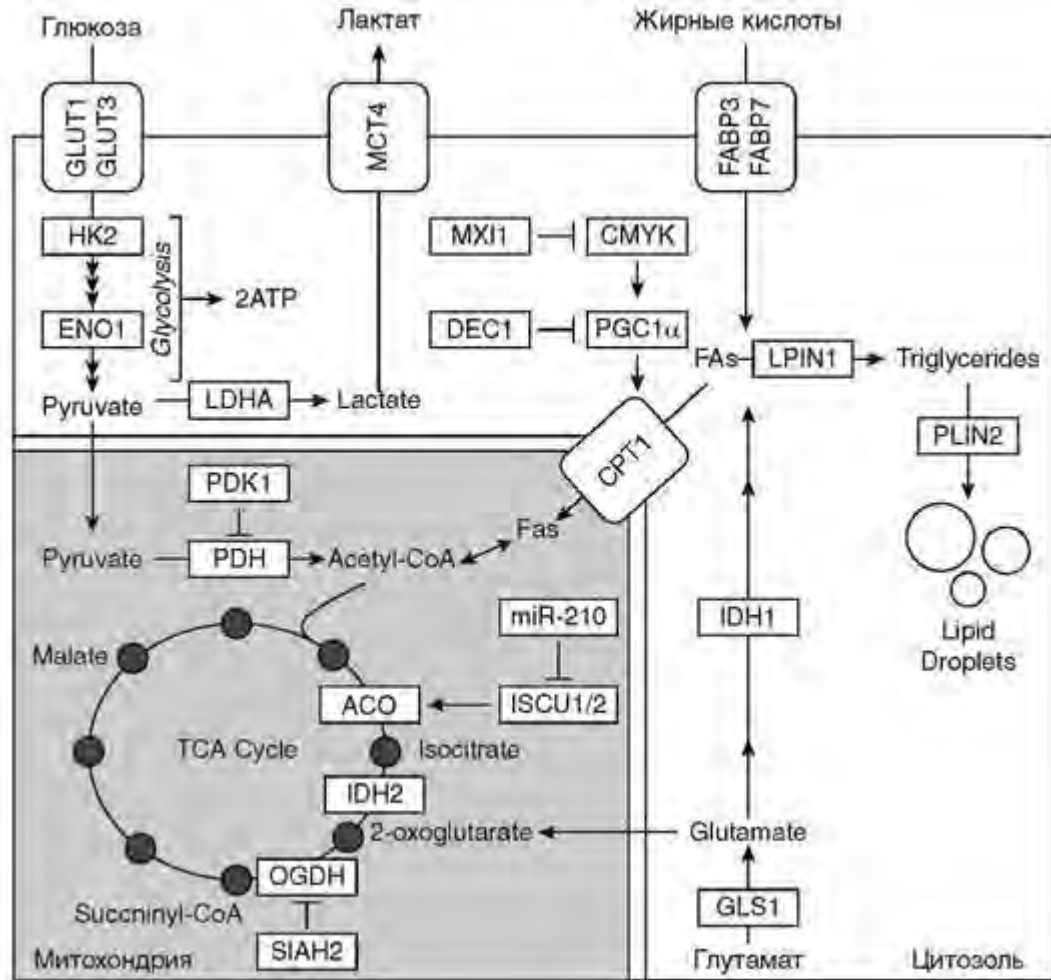 Глюкоза
Лактат
Жирные кислоты
GLUT1
GLUT3
MCT4
FABP3
FABP7
HK2
MXI1
CMYK
Glycolysis
2ATP
ENO1
DEC1
PGC1α
FAs
LPIN1
Triglycerides
Pyruvate
LDHA
Lactate
PLIN2
CPT1
PDK1
Fas
Pyruvate
PDH
Acetyl-CoA
miR-210
IDH1
Lipid
Droplets
Malate
ACO
ISCU1/2
TCA Cycle
Isocitrate
IDH2
2-oxoglutarate
Glutamate
OGDH
GLS1
Succninyl-CoA
SIAH2
Митохондрия
Глутамат
Цитозоль